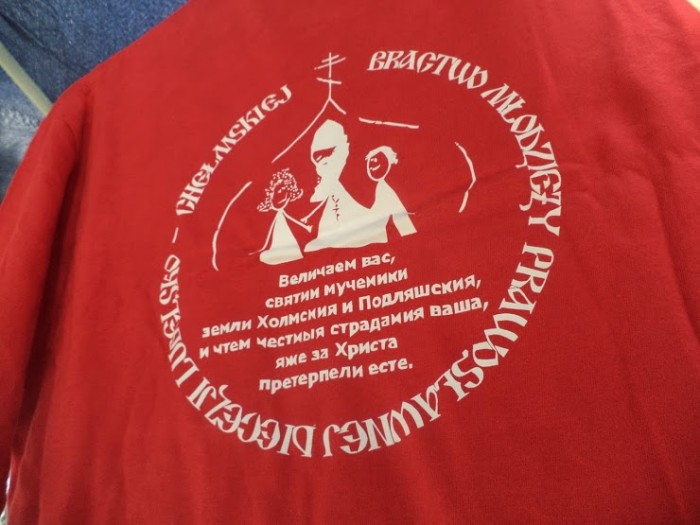 BRACTWO MŁODZIEŻY PRAWOSŁAWNEJ DIECEZJI LUBELSKO - CHEŁMSKIEJ
Величаем вас,
святии мученики
земли Холмския и Подляшския,
и чтем честныя страдания ваша,
яже за Христа
претерпели есте.